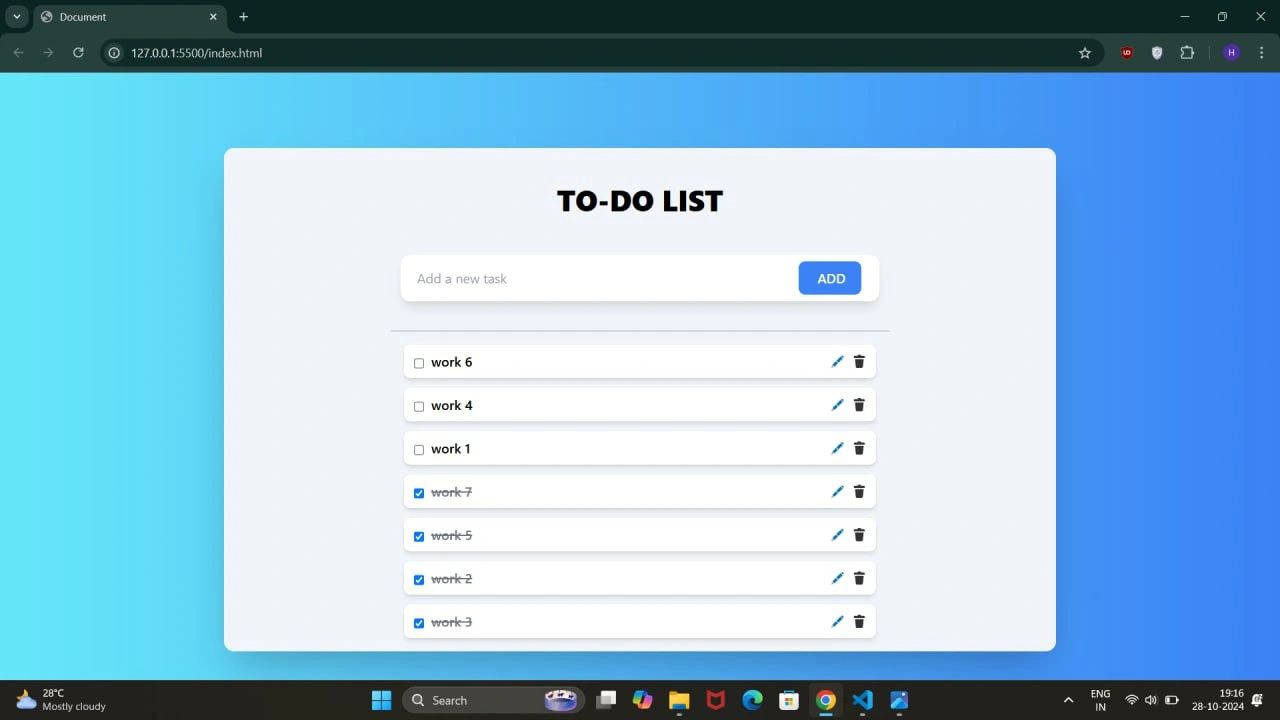 Document
127.0.0.1:5500/index.html
H
TO-DO LIST
Add a new task
ADD
work 6
work 4
work 1
work 7
work 5
work 2
work 3
28°C
Mostly cloudy
Search
ENG
IN
19:16
28-10-2024